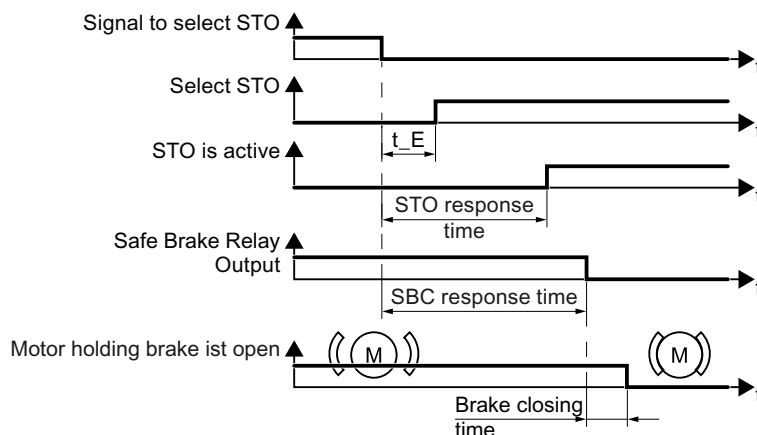 Signal to select STO
t
Select STO
t
t_E
STO is active
t
STO response
time
Safe Brake Relay
Output
t
SBC response time
Motor holding brake ist open
M
M
t
Brake closing
time